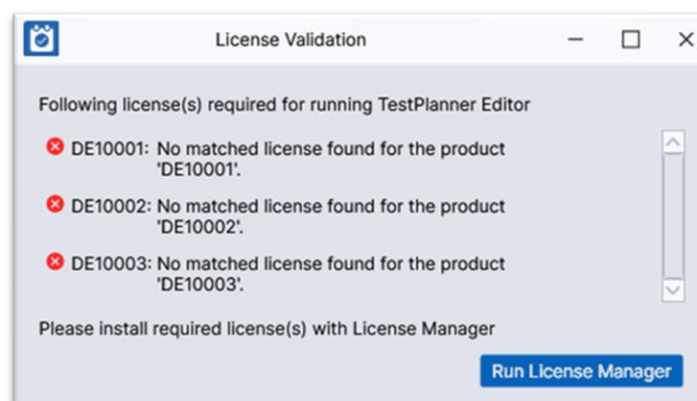 License Validation
Following license(s) required for running TestPlanner Editor
DE10001: No matched license found for the product
'DE10001'.
DE10002: No matched license found for the product
'DE10002'.
DE10003: No matched license found for the product
'DE10003'.
Please install required license(s) with License Manager
Run License Manager